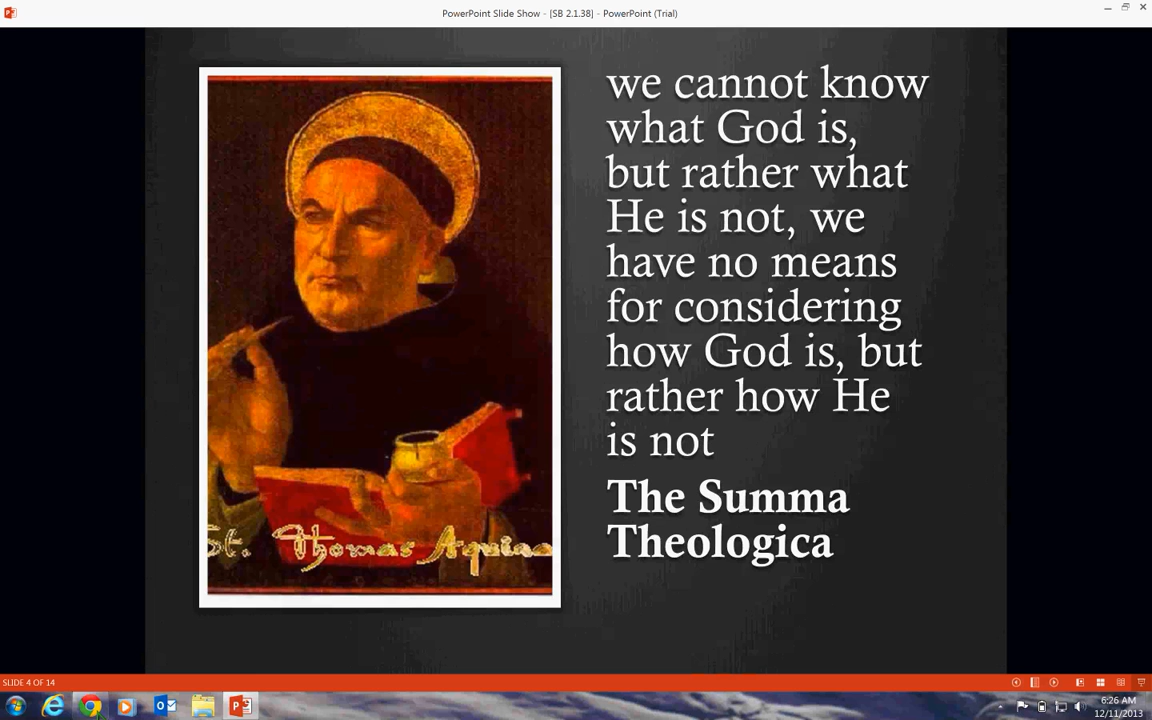 PowerPoint Slide Show - [SB 2.1.38] - PowerPoint (Trial)
we cannot know
what God is,
but rather what
He is not, we
have no means
for considering
how God is, but
rather how He
is not
The Summa
Theologica
St. Thomas Aquinas
SLIDE 4 OF 14
6:26 AM
12/11/2013